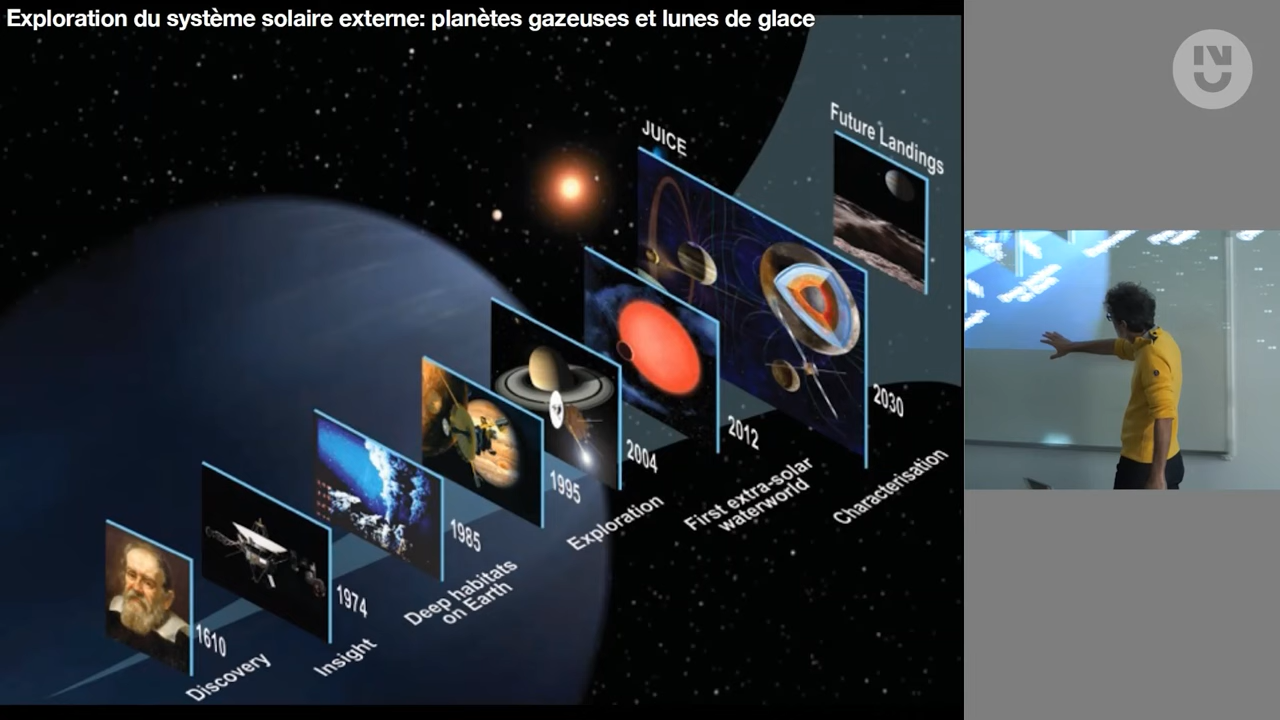 Exploration du système solaire externe: planètes gazeuses et lunes de glace
JUICE
Future Landings
2030
Characterisation
2012
First extra-solar
waterworld
2004
1995
Exploration
1985
Deep habitats
on Earth
1974
Insight
1610
Discovery